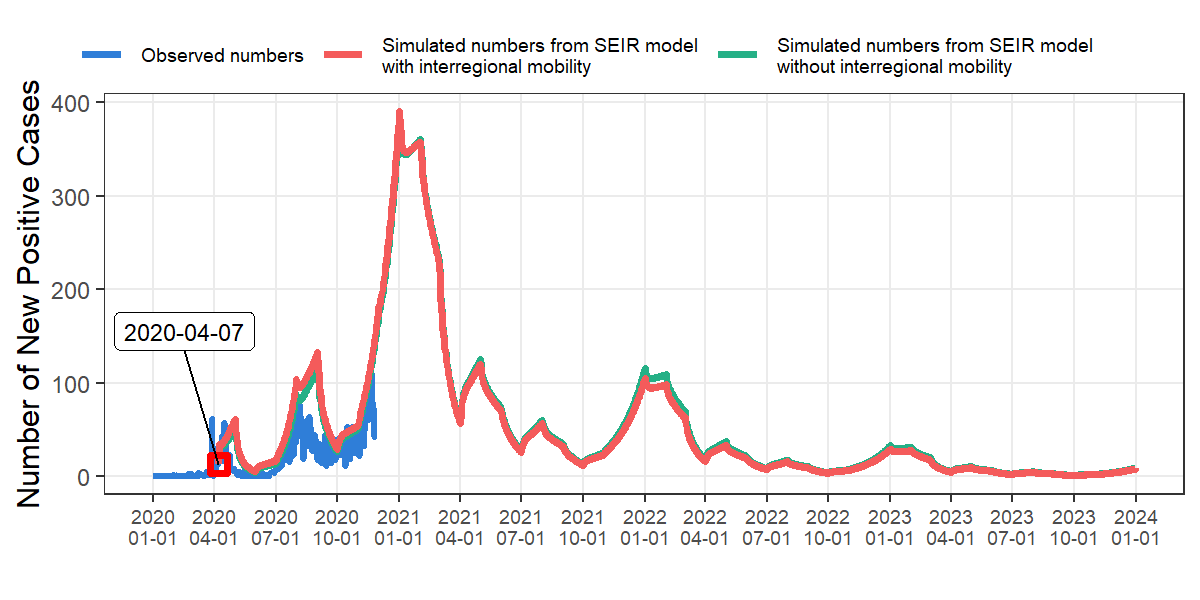 Observed numbers
Simulated numbers from SEIR model
with interregional mobility
Simulated numbers from SEIR model
without interregional mobility
Number of New Positive Cases
400
300
200
100
0
2020-04-07
2020 2020 2020 2020 2021 2021 2021 2021 2022 2022 2022 2022 2023 2023 2023 2023 2024
01-01 04-01 07-01 10-01 01-01 04-01 07-01 10-01 01-01 04-01 07-01 10-01 01-01 04-01 07-01 10-01 01-01